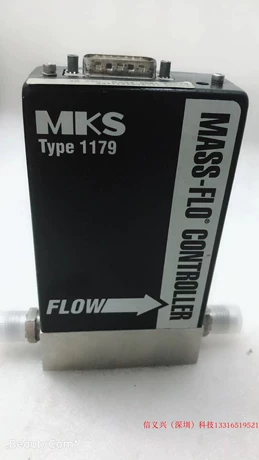 MKS
Type 1179
MASS-FLO® CONTROLLER
FLOW
信义兴（深圳）科技13316519521
BeautyCam